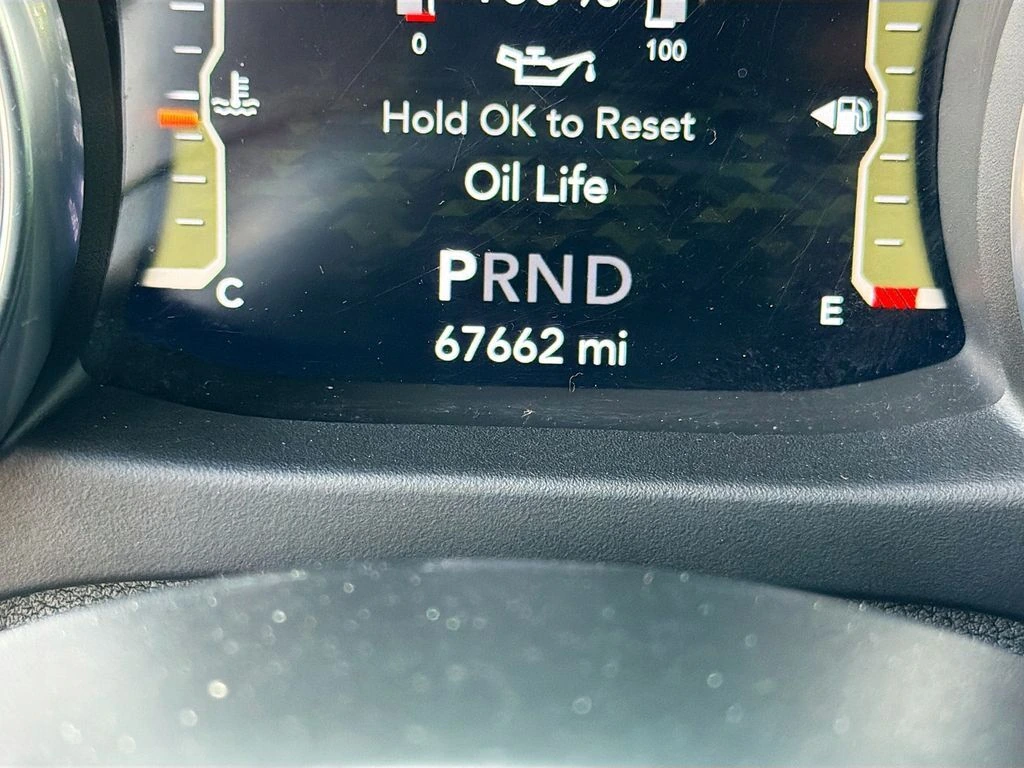 0
100
Hold OK to Reset
Oil Life
PRND
C
E
67662 mi